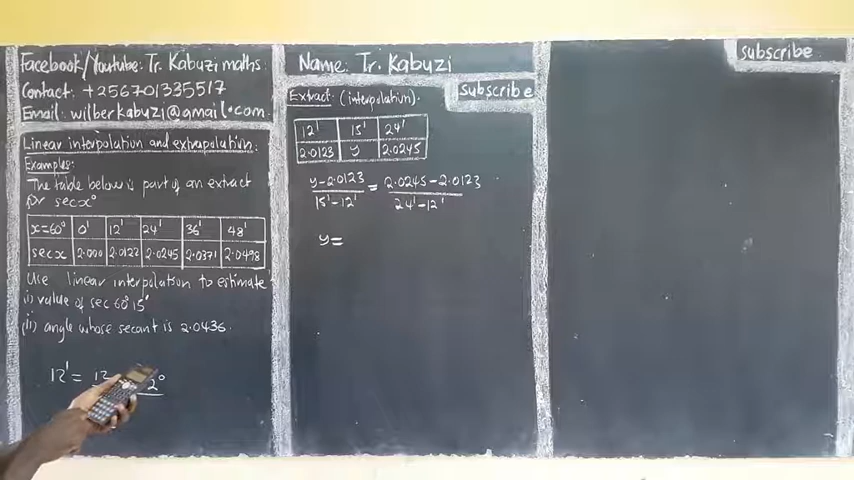 Facebook/Youtube: Tr. Kabuzi maths.
Contact: +256701335517
Email: wilberkabuzi@gmail.com
Linear interpolation and extrapolation.
Examples:
The table below is part of an extract
for sec x°
x=60° 0' 12' 24' 36' 48'
sec x 2.000 2.0122 2.0245 2.0371 2.0498
Use linear interpolation to estimate
i) value of sec 60° 15'
(ii) angle whose secant is 2.0436.
12' = 12 2°
Name: Tr. Kabuzi
subscribe
Extract (interpolation).
12' 15' 24'
2.0123 y 2.0245
y-2.0123 = 2.0245-2.0123
15'-12' 24'-12'
y=
subscribe